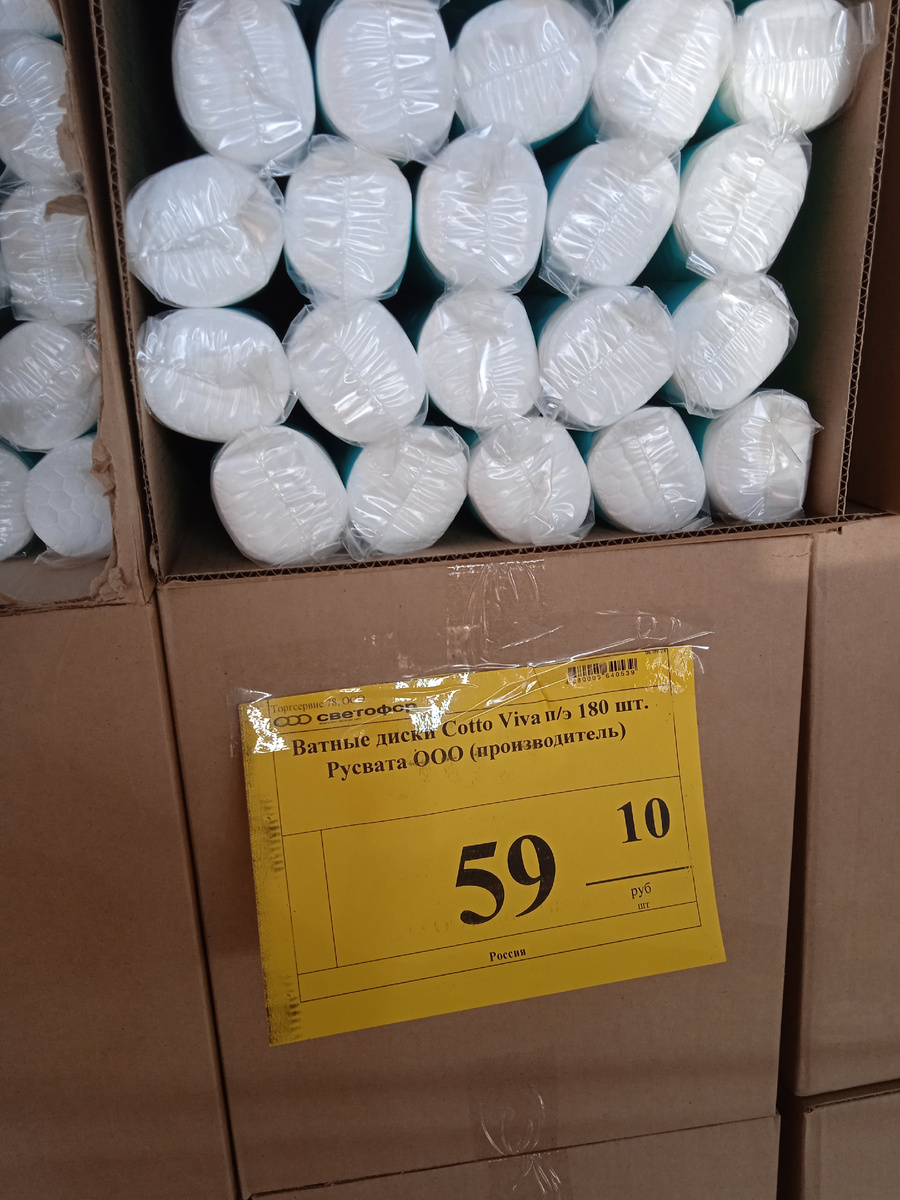 Торгсервис 78, ООО
светофор
Ватные диски Cotto Viva п/э 180 шт.
Русвата ООО (производитель)
59
10
руб
шт
Россия